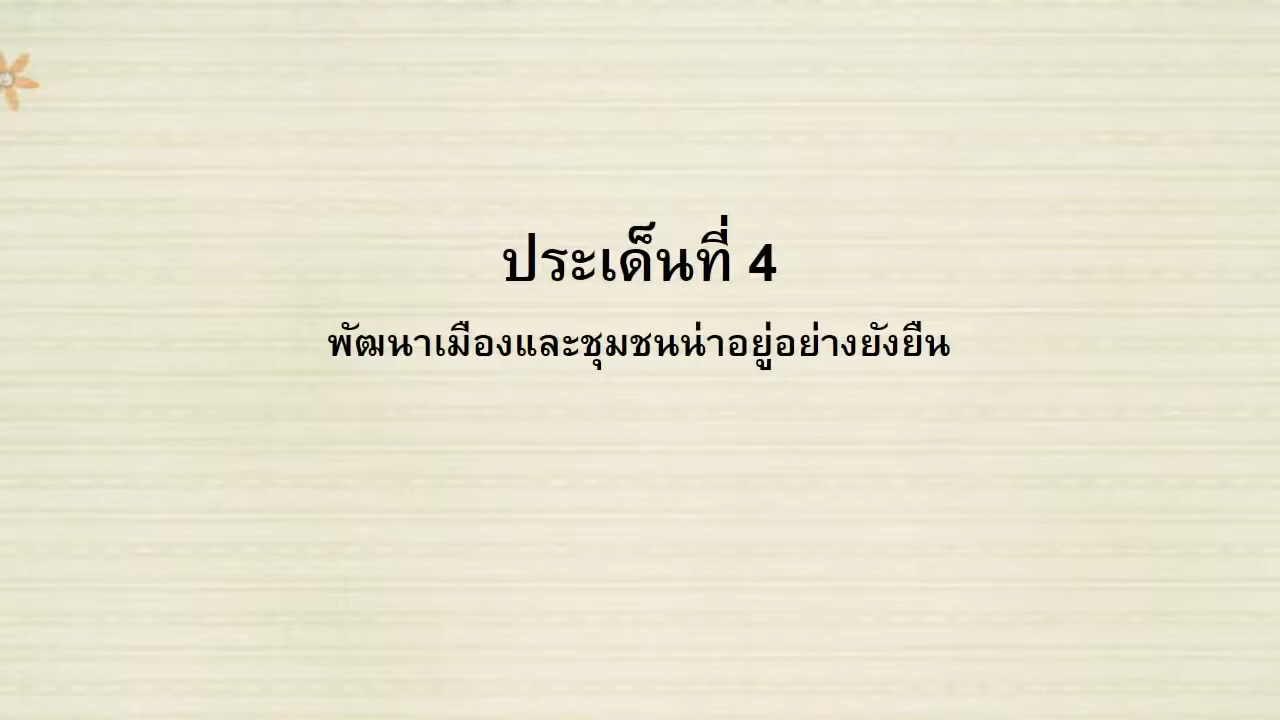 ประเด็นที่ 4
พัฒนาเมืองและชุมชนน่าอยู่อย่างยังยืน